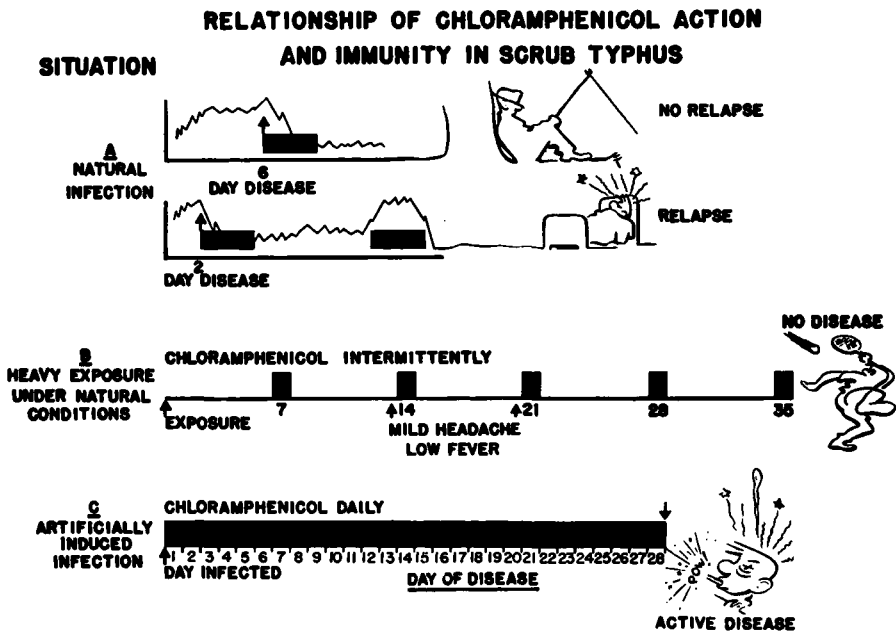 RELATIONSHIP OF CHLORAMPHENICOL ACTION
AND IMMUNITY IN SCRUB TYPHUS
SITUATION
A
NATURAL
INFECTION
6
DAY DISEASE
NO RELAPSE
2
DAY DISEASE
RELAPSE
B
HEAVY EXPOSURE
UNDER NATURAL
CONDITIONS
CHLORAMPHENICOL INTERMITTENTLY
EXPOSURE
7 14 21 28 35
MILD HEADACHE
LOW FEVER
NO DISEASE
C
ARTIFICIALLY
INDUCED
INFECTION
CHLORAMPHENICOL DAILY
1 2 3 4 5 6 7 8 9 10 11 12 13 14 15 16 17 18 19 20 21 22 23 24 25 26 27 28
DAY INFECTED
DAY OF DISEASE
POW
ACTIVE DISEASE